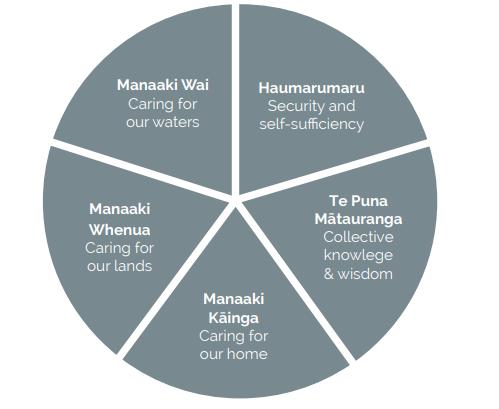 Manaaki Wai
Caring for
our waters
Haumarumaru
Security and
self-sufficiency
Te Puna
Mātauranga
Collective
knowlege
& wisdom
Manaaki
Kāinga
Caring for
our home
Manaaki
Whenua
Caring for
our lands